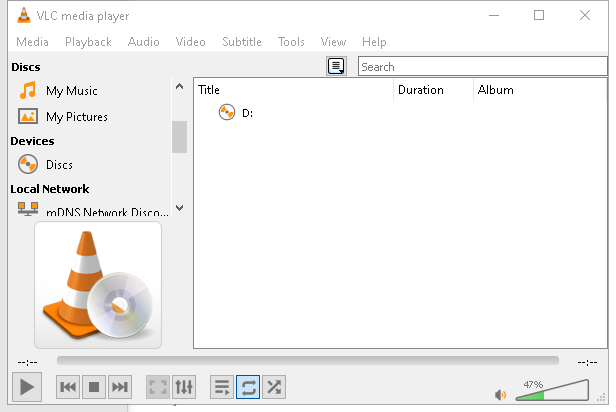 VLC media player
Media Playback Audio Video Subtitle Tools View Help
Discs
Search
My Music
My Pictures
Devices
Discs
Local Network
mDNS Network Disco...
Title Duration Album
D:
--:-- --:--
47%